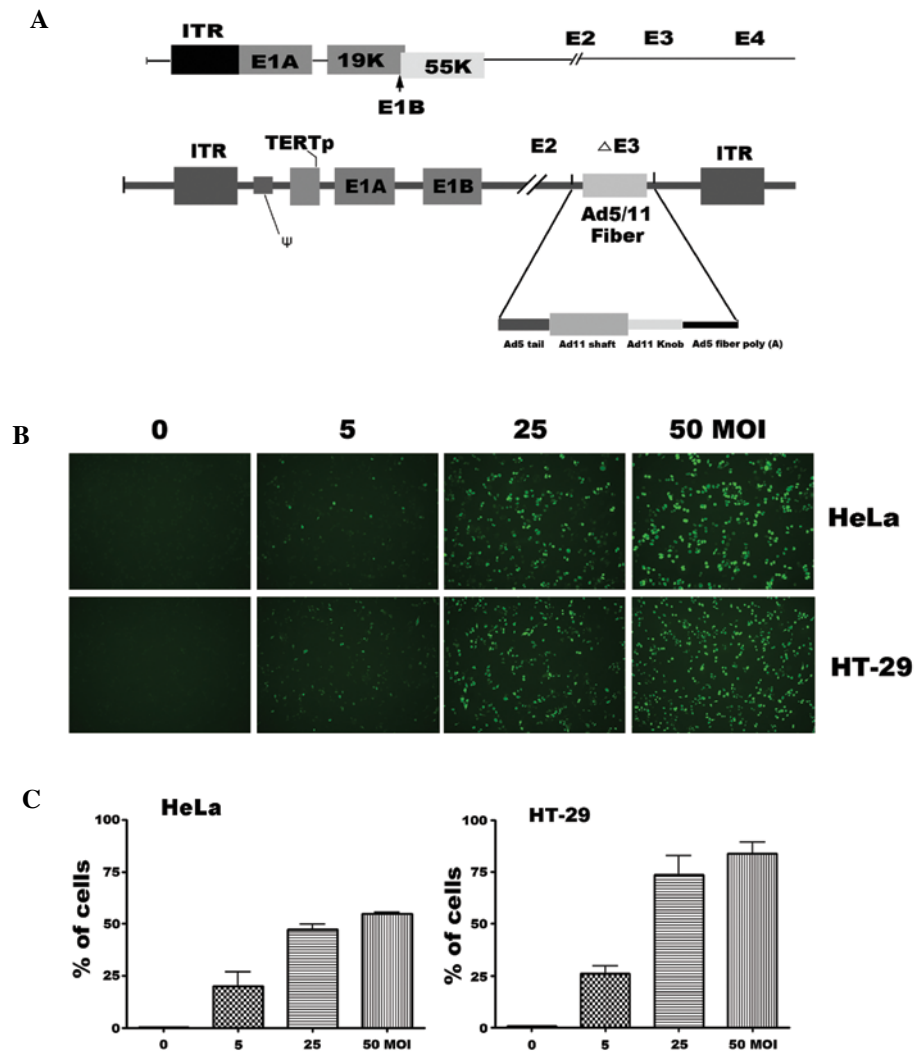 A
ITR
E1A
19K
55K
E1B
E2
E3
E4
ITR
ψ
TERTp
E1A
E1B
E2
△E3
ITR
Ad5/11
Fiber
Ad5 tail
Ad11 shaft
Ad11 Knob
Ad5 fiber poly (A)
B
0 5 25 50 MOI
HeLa
HT-29
C
HeLa
% of cells
100
75
50
25
0
0 5 25 50 MOI
HT-29
% of cells
100
75
50
25
0
0 5 25 50 MOI